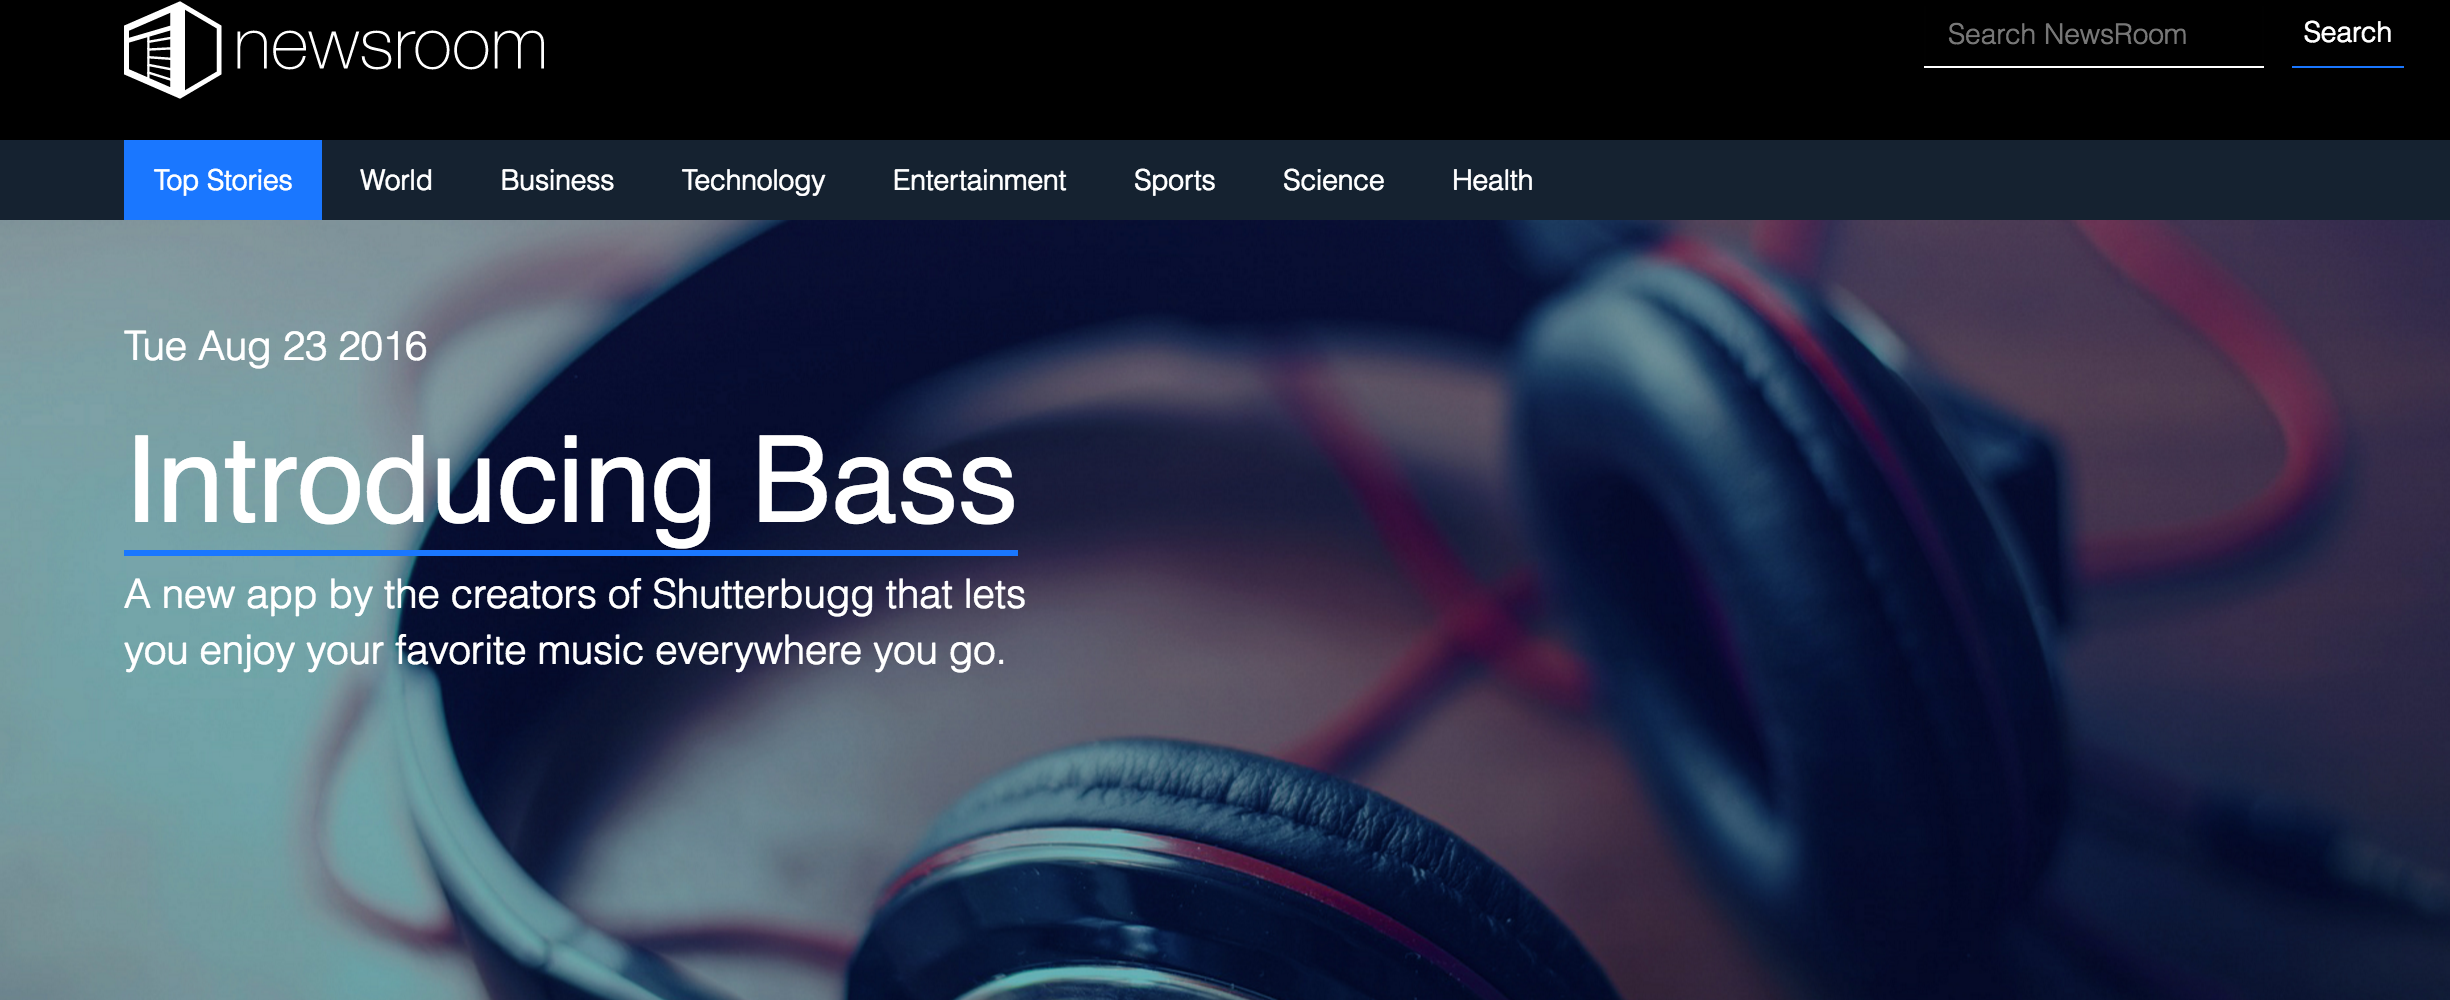 newsroom
Search NewsRoom
Search
Top Stories
World
Business
Technology
Entertainment
Sports
Science
Health
Tue Aug 23 2016
Introducing Bass
A new app by the creators of Shutterbugg that lets
you enjoy your favorite music everywhere you go.